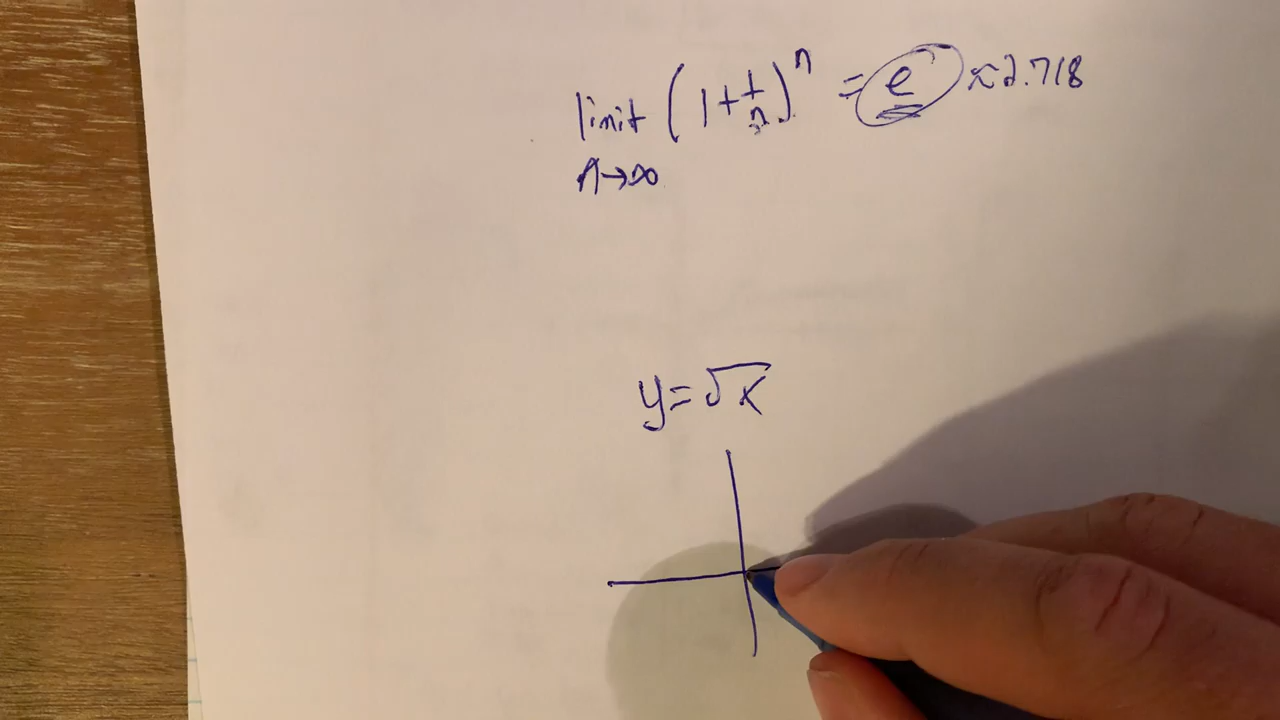 limit (1+1/n)^n = e ≈ 2.718
n→∞
y=√x